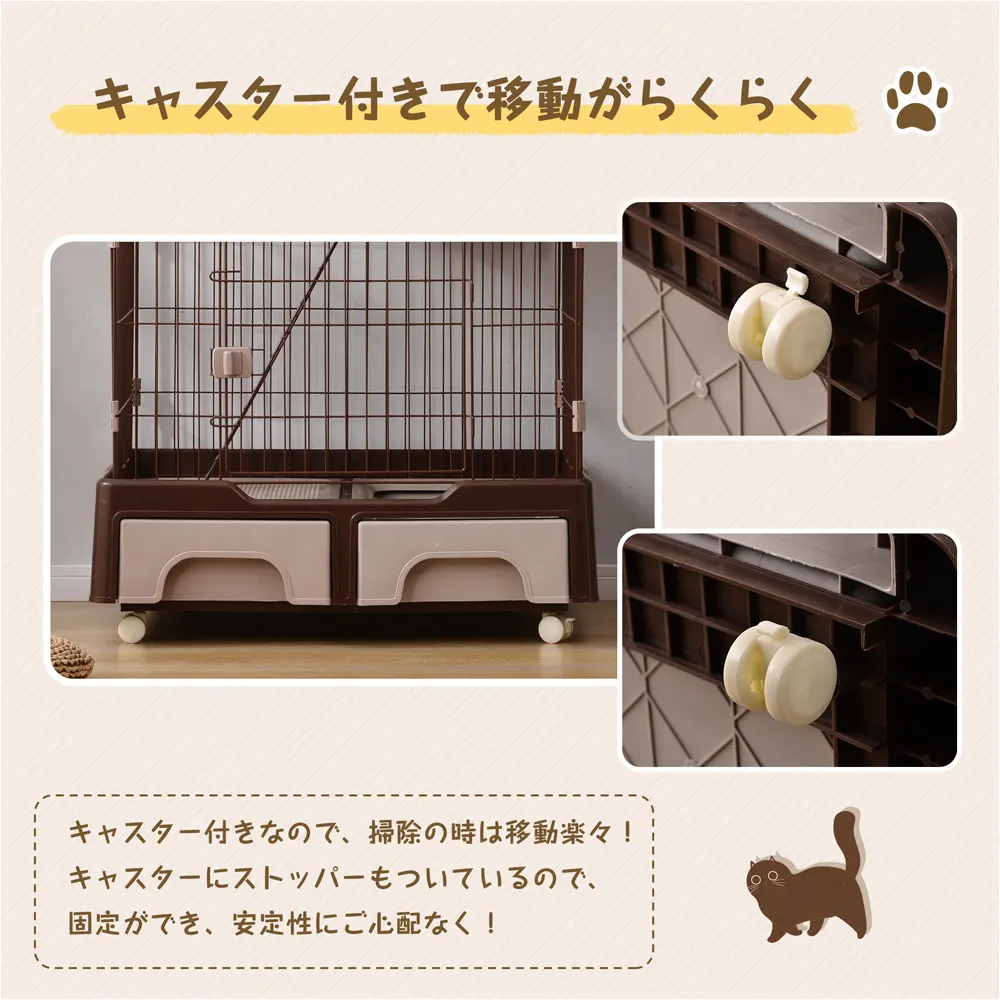 キャスター付きで移動がらくらく
キャスター付きなので、掃除の時は移動楽々！
キャスターにストッパーもついているので、
固定ができ、安定性にご心配なく！